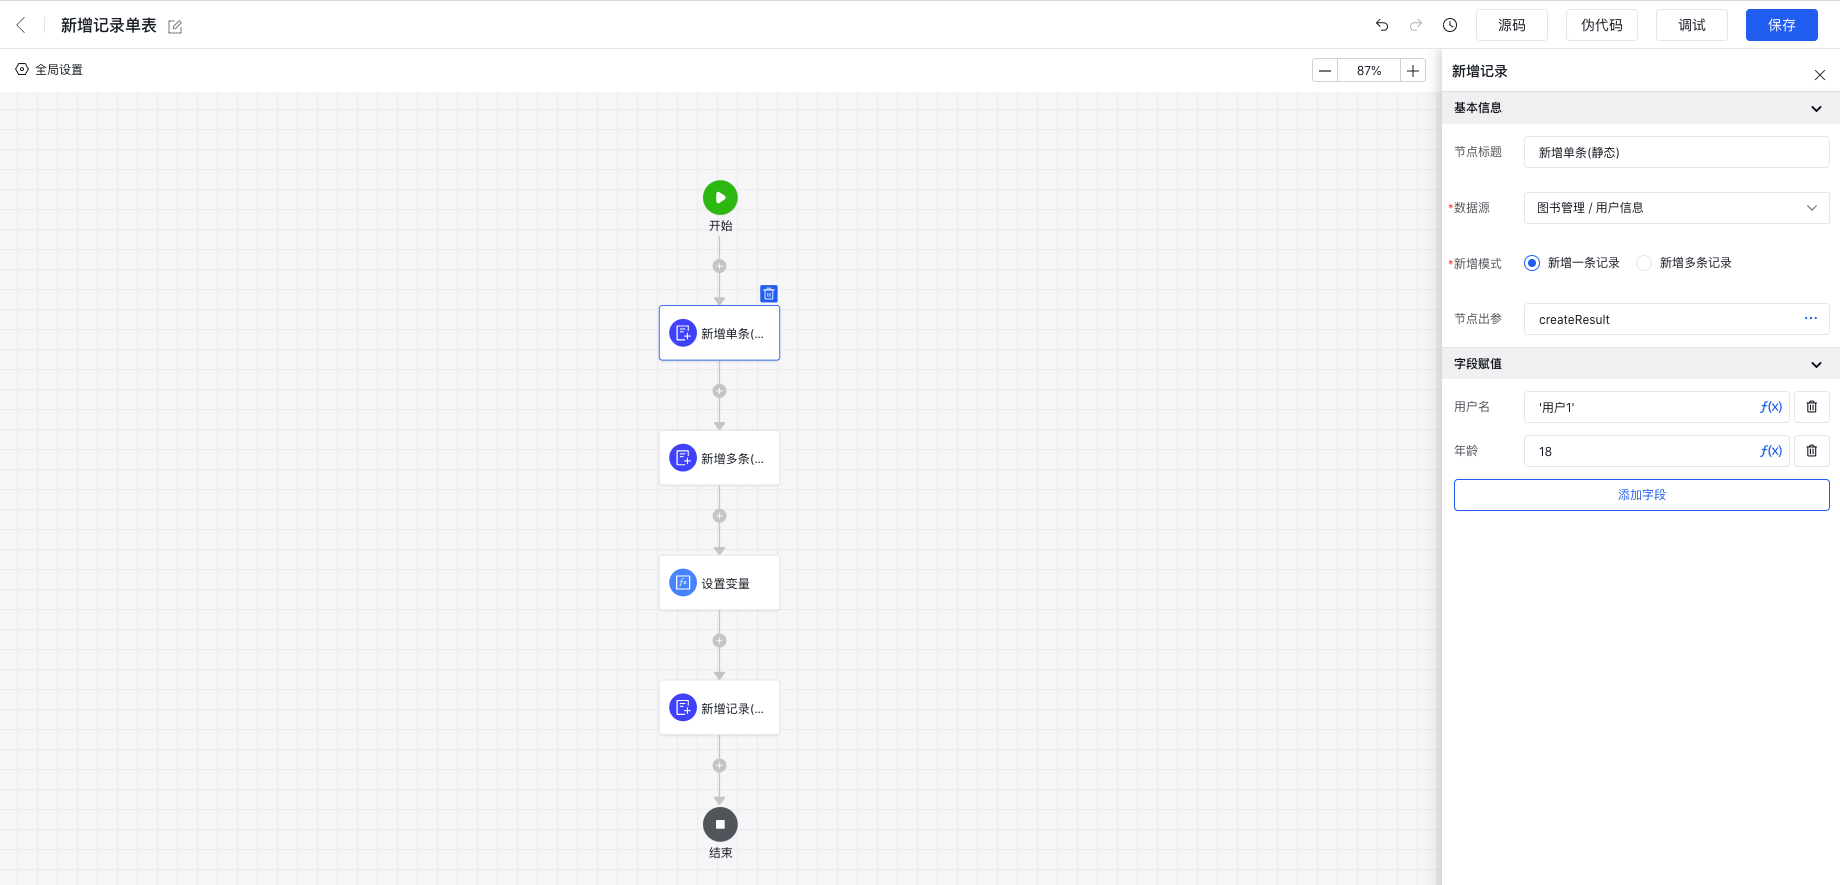 新增记录单表
源码
伪代码
调试
保存
全局设置
87%
开始
新增单条(...
新增多条(...
设置变量
新增记录(...
结束
新增记录
基本信息
节点标题
新增单条(静态)
*数据源
图书管理 / 用户信息
*新增模式
新增一条记录
新增多条记录
节点出参
createResult
字段赋值
用户名
'用户1'
ƒ(x)
年龄
18
ƒ(x)
添加字段